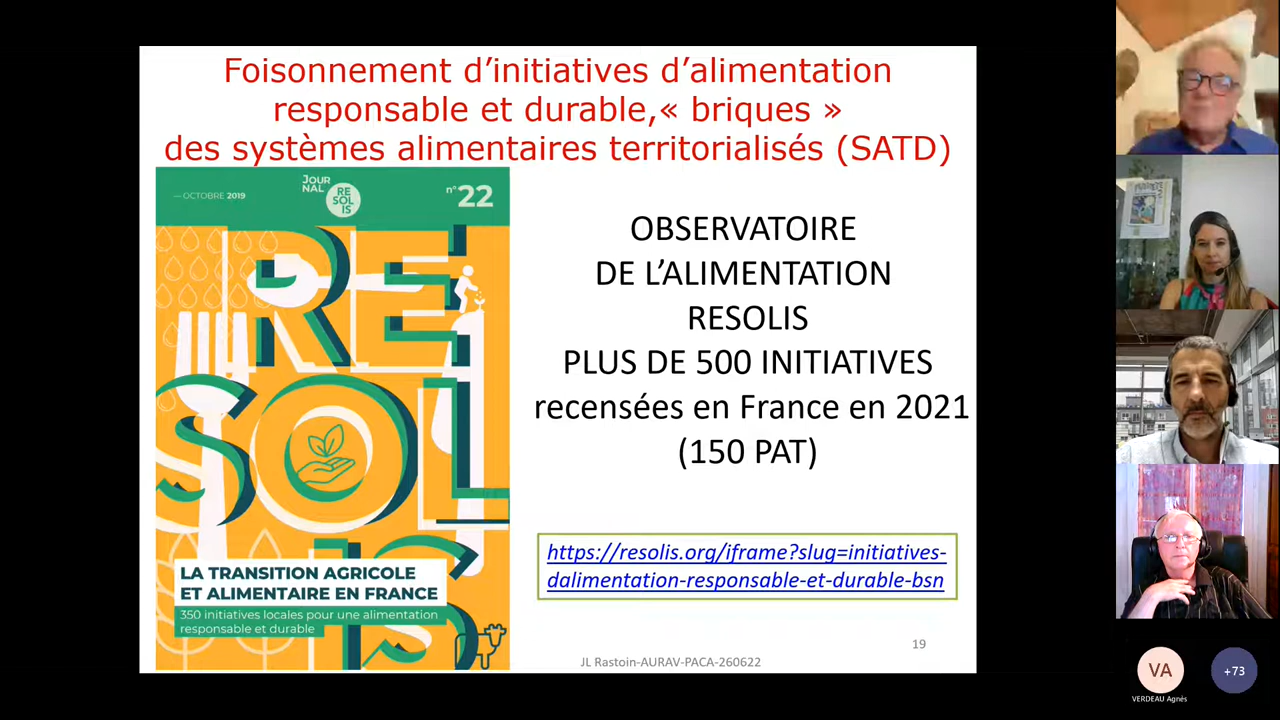 Foisonnement d’initiatives d’alimentation
responsable et durable,« briques »
des systèmes alimentaires territorialisés (SATD)
— OCTOBRE 2019
JOUR
NAL
RE
SOL
IS
n°22
RE
SOL
IS
LA TRANSITION AGRICOLE
ET ALIMENTAIRE EN FRANCE
350 initiatives locales pour une alimentation
responsable et durable
OBSERVATOIRE
DE L’ALIMENTATION
RESOLIS
PLUS DE 500 INITIATIVES
recensées en France en 2021
(150 PAT)
https://resolis.org/iframe?slug=initiatives-
dalimentation-responsable-et-durable-bsn
19
JL Rastoin-AURAV-PACA-260622
VA
VERDEAU Agnès
+73